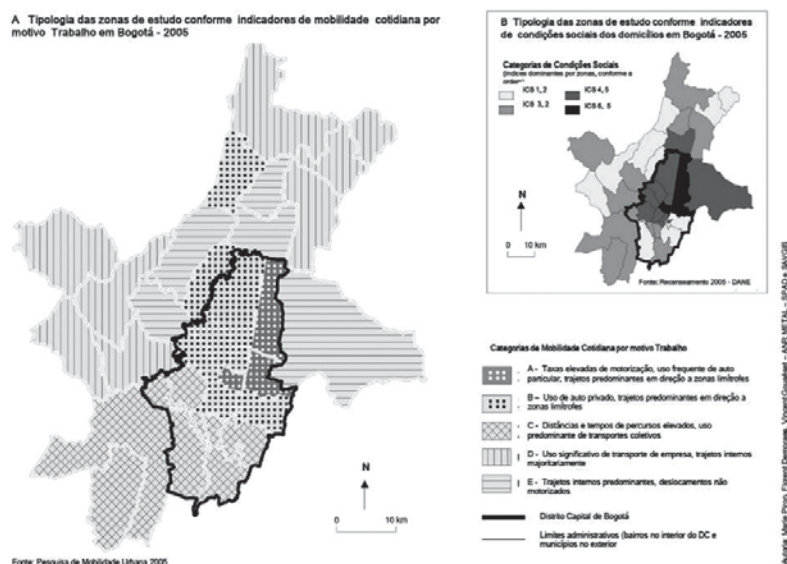 A Tipologia das zonas de estudo conforme indicadores de mobilidade cotidiana por
motivo Trabalho em Bogotá - 2005
N
0 10 km
Fonte: Pesquisa de Mobilidade Urbana 2005
B Tipologia das zonas de estudo conforme indicadores
de condições sociais dos domicílios em Bogotá - 2005
Categorias de Condições Sociais
(índices dominantes por zonas, conforme a
ICS 1, 2
ICS 4, 5
ICS 3, 2
ICS 6, 5
N
0 10 km
Fonte: Recenseamento 2005 - DANE
Categorias de Mobilidade Cotidiana por motivo Trabalho
A - Taxas elevadas de motorização, uso frequente de auto
particular, trajetos predominantes em direção a zonas limítrofes
B - Uso de auto privado, trajetos predominantes em direção a
zonas limítrofes
C - Distâncias e tempos de percursos elevados, uso
predominante de transportes coletivos
D - Uso significativo de transporte de empresa, trajetos internos
majoritariamente
E - Trajetos internos predominantes, deslocamentos não
motorizados
Distrito Capital de Bogotá
Limites administrativos (bairros no interior do DC e
municípios no exterior